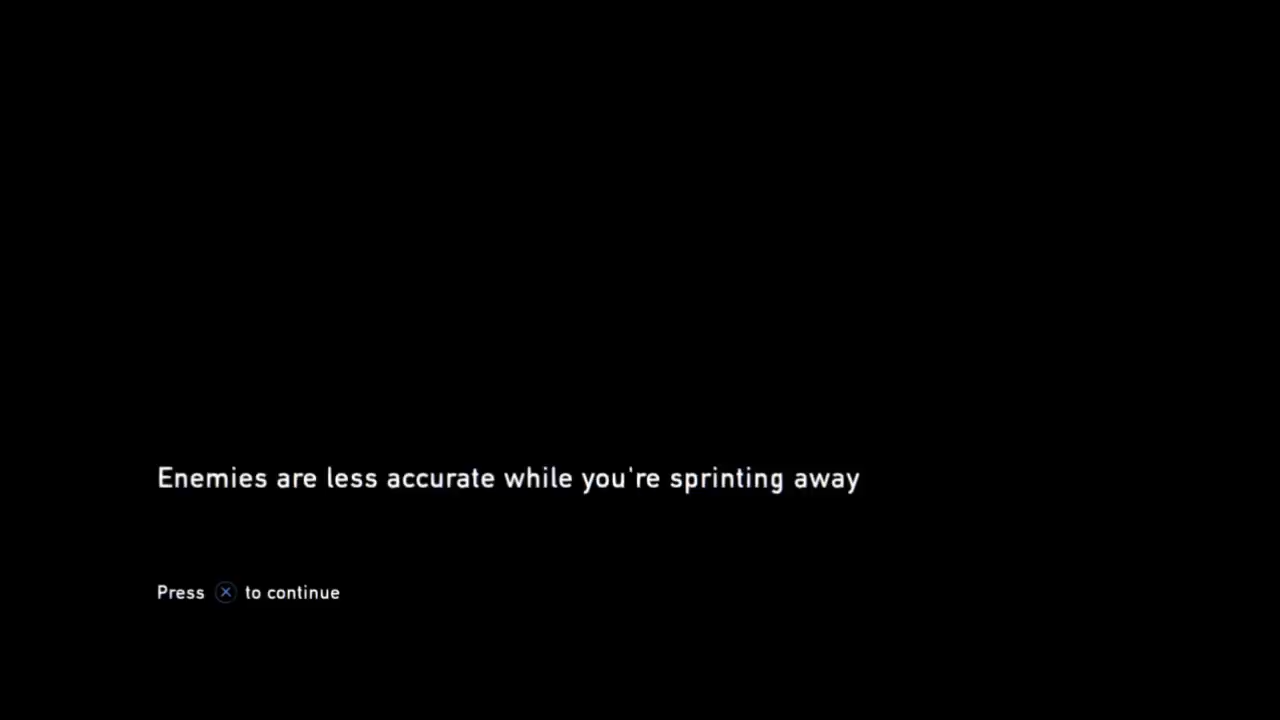 Enemies are less accurate while you're sprinting away
Press ⓧ to continue